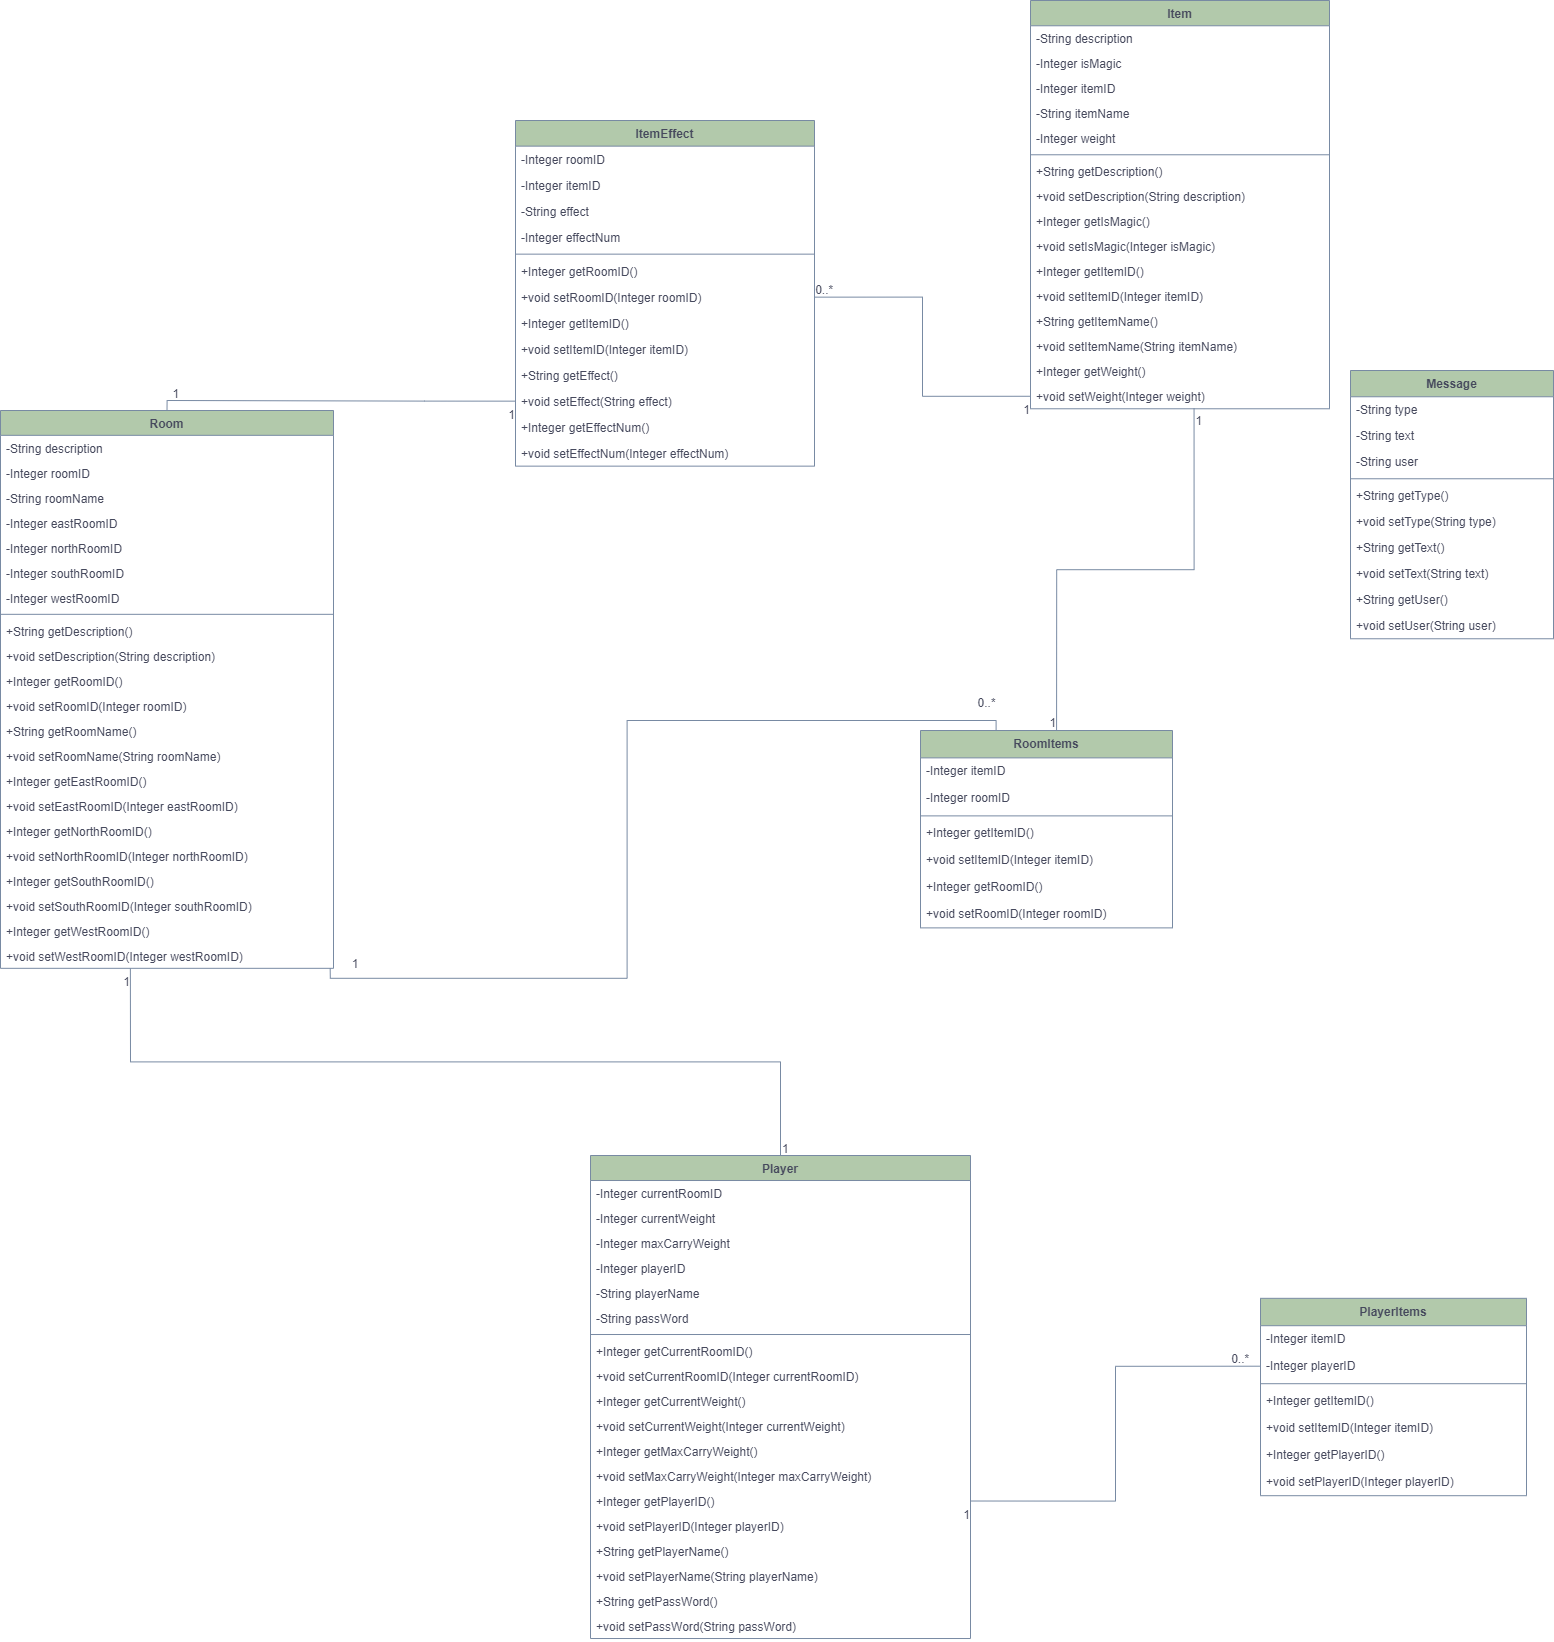 Item
-String description
-Integer isMagic
-Integer itemID
-String itemName
-Integer weight
+String getDescription()
+void setDescription(String description)
+Integer getIsMagic()
+void setIsMagic(Integer isMagic)
+Integer getItemID()
+void setItemID(Integer itemID)
+String getItemName()
+void setItemName(String itemName)
+Integer getWeight()
+void setWeight(Integer weight)
1
1
ItemEffect
-Integer roomID
-Integer itemID
-String effect
-Integer effectNum
+Integer getRoomID()
+void setRoomID(Integer roomID)
+Integer getItemID()
+void setItemID(Integer itemID)
+String getEffect()
+void setEffect(String effect)
+Integer getEffectNum()
+void setEffectNum(Integer effectNum)
0..*
1
1
Message
-String type
-String text
-String user
+String getType()
+void setType(String type)
+String getText()
+void setText(String text)
+String getUser()
+void setUser(String user)
Room
-String description
-Integer roomID
-String roomName
-Integer eastRoomID
-Integer northRoomID
-Integer southRoomID
-Integer westRoomID
+String getDescription()
+void setDescription(String description)
+Integer getRoomID()
+void setRoomID(Integer roomID)
+String getRoomName()
+void setRoomName(String roomName)
+Integer getEastRoomID()
+void setEastRoomID(Integer eastRoomID)
+Integer getNorthRoomID()
+void setNorthRoomID(Integer northRoomID)
+Integer getSouthRoomID()
+void setSouthRoomID(Integer southRoomID)
+Integer getWestRoomID()
+void setWestRoomID(Integer westRoomID)
1
1
0..*
1
RoomItems
-Integer itemID
-Integer roomID
+Integer getItemID()
+void setItemID(Integer itemID)
+Integer getRoomID()
+void setRoomID(Integer roomID)
1
Player
-Integer currentRoomID
-Integer currentWeight
-Integer maxCarryWeight
-Integer playerID
-String playerName
-String passWord
+Integer getCurrentRoomID()
+void setCurrentRoomID(Integer currentRoomID)
+Integer getCurrentWeight()
+void setCurrentWeight(Integer currentWeight)
+Integer getMaxCarryWeight()
+void setMaxCarryWeight(Integer maxCarryWeight)
+Integer getPlayerID()
+void setPlayerID(Integer playerID)
+String getPlayerName()
+void setPlayerName(String playerName)
+String getPassWord()
+void setPassWord(String passWord)
1
0..*
PlayerItems
-Integer itemID
-Integer playerID
+Integer getItemID()
+void setItemID(Integer itemID)
+Integer getPlayerID()
+void setPlayerID(Integer playerID)